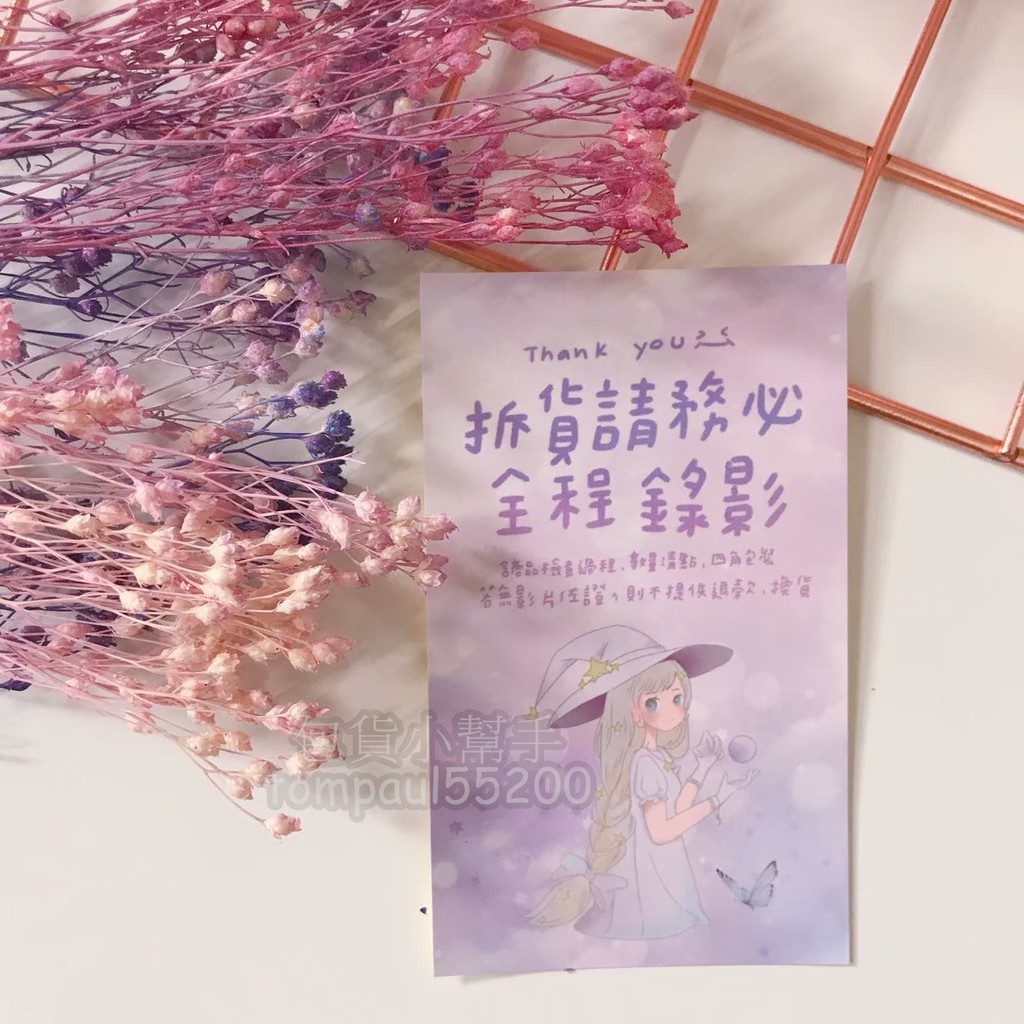 Thank you
拆貨請務必
全程錄影
商品檢查過程,數量清點,四角包裝
若無影片佐證,則不提供退款,換貨
包貨小幫手
tompaul55200